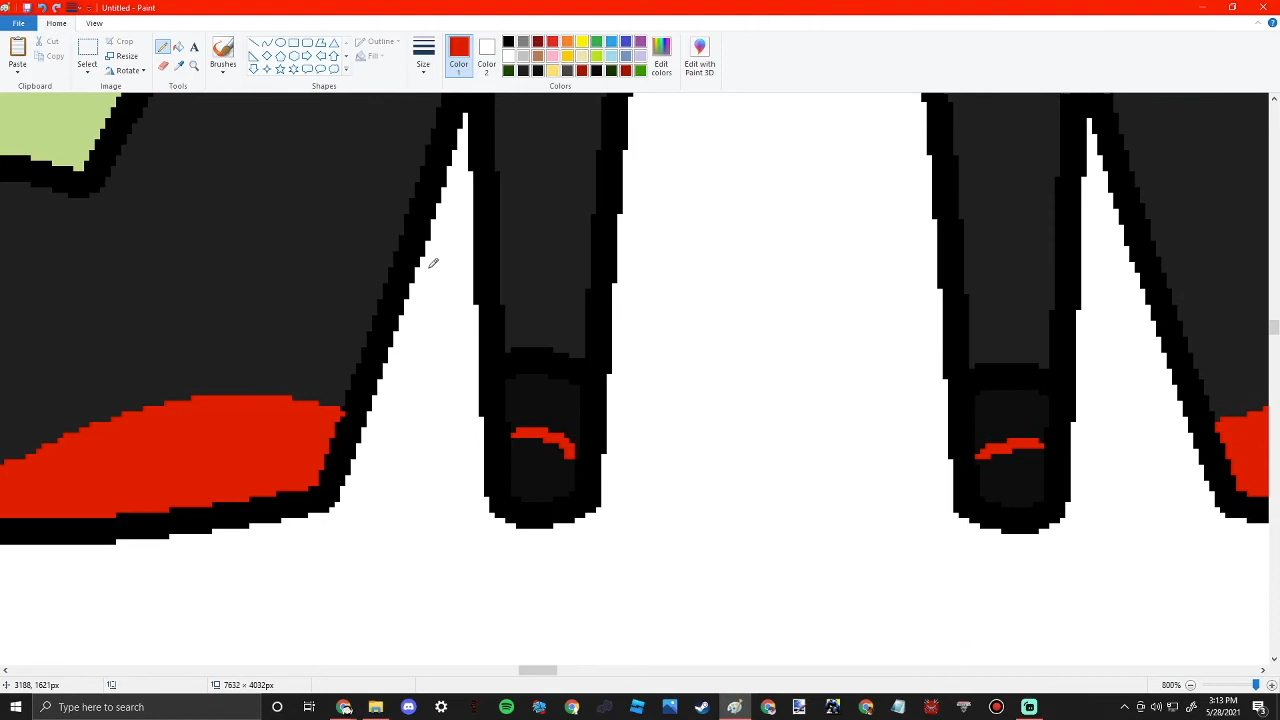 Untitled - Paint
File
Home
View
Paste
Cut
Copy
Clipboard
Select
Crop
Resize
Rotate
Image
A
Tools
Brushes
Outline
Fill
Shapes
Size
Color 1
Color 2
Edit colors
Colors
Edit with Paint 3D
3188, 1621px
7632 × 4032px
800%
Type here to search
3:13 PM
5/28/2021